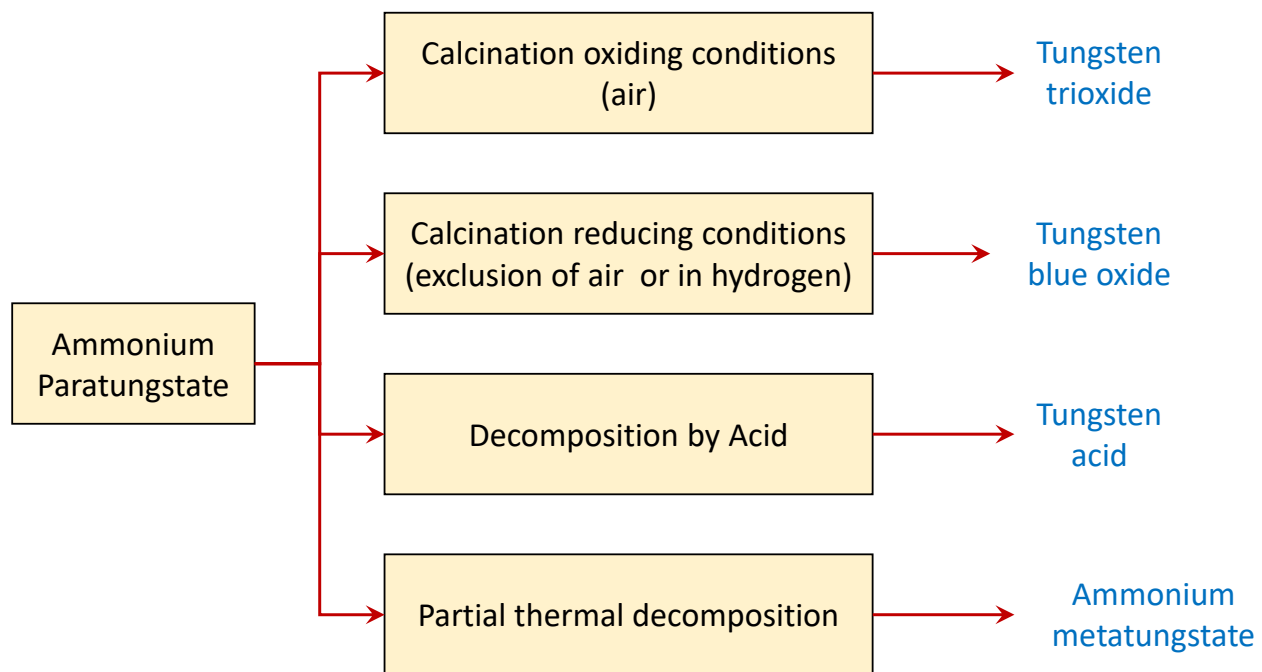 Calcination oxiding conditions
(air)
Tungsten
trioxide
Calcination reducing conditions
(exclusion of air or in hydrogen)
Tungsten
blue oxide
Ammonium
Paratungstate
Decomposition by Acid
Tungsten
acid
Partial thermal decomposition
Ammonium
metatungstate